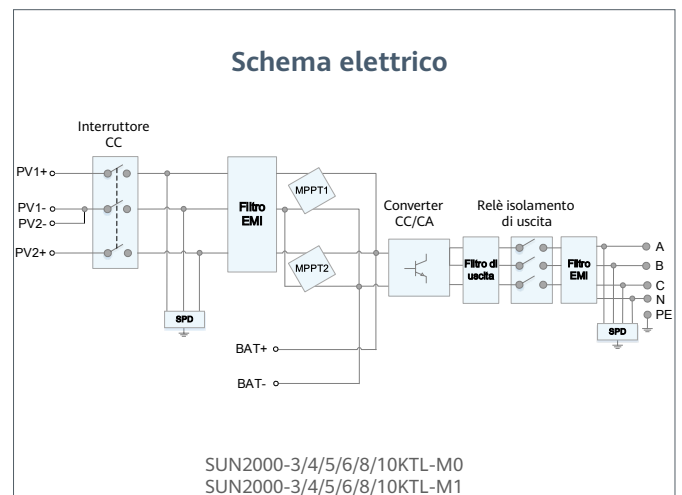 Schema elettrico
Interruttore
CC
PV1+
PV1-
PV2-
PV2+
Filtro
EMI
MPPT1
MPPT2
SPD
BAT+
BAT-
Converter
CC/CA
Filtro di
uscita
Relè isolamento
di uscita
Filtro
EMI
A
B
C
N
PE
SPD
SUN2000-3/4/5/6/8/10KTL-M0
SUN2000-3/4/5/6/8/10KTL-M1